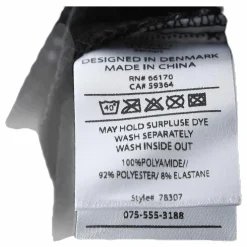 DESIGNED IN DENMARK
MADE IN CHINA
RN# 66170
CA# 59364
40
MAY HOLD SURPLUSE DYE
WASH SEPARATELY
WASH INSIDE OUT
100%POLYAMIDE//
92% POLYESTER/ 8% ELASTANE
Style# 78307
075-555-3188